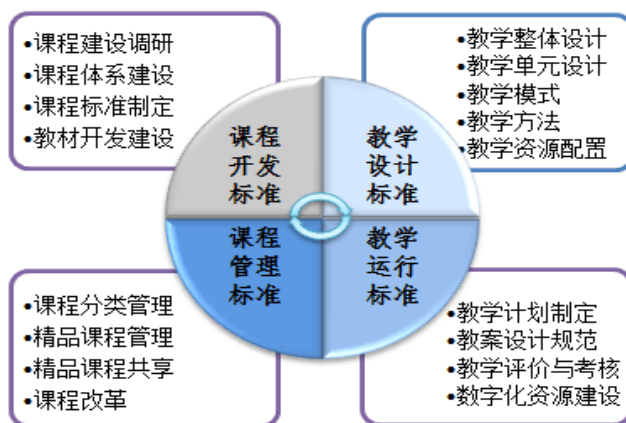 •课程建设调研
•课程体系建设
•课程标准制定
•教材开发建设
•教学整体设计
•教学单元设计
•教学模式
•教学方法
•教学资源配置
课程
开发
标准
教学
设计
标准
课程
管理
标准
教学
运行
标准
•课程分类管理
•精品课程管理
•精品课程共享
•课程改革
•教学计划制定
•教案设计规范
•教学评价与考核
•数字化资源建设